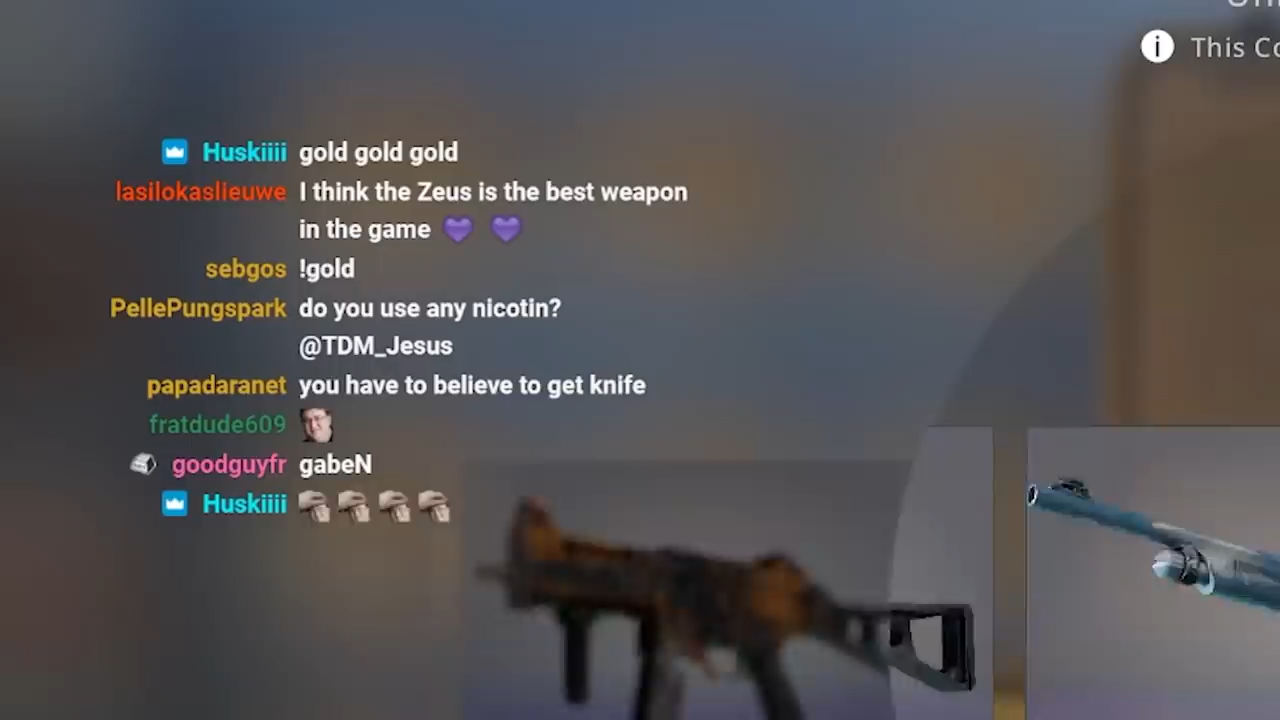 This
Huskiiii gold gold gold
lasilokaslieuwe I think the Zeus is the best weapon
in the game 💜 💜
sebgos !gold
PellePungspark do you use any nicotin?
@TDM_Jesus
papadaranet you have to believe to get knife
fratdude609
goodguyfr gabeN
Huskiiii